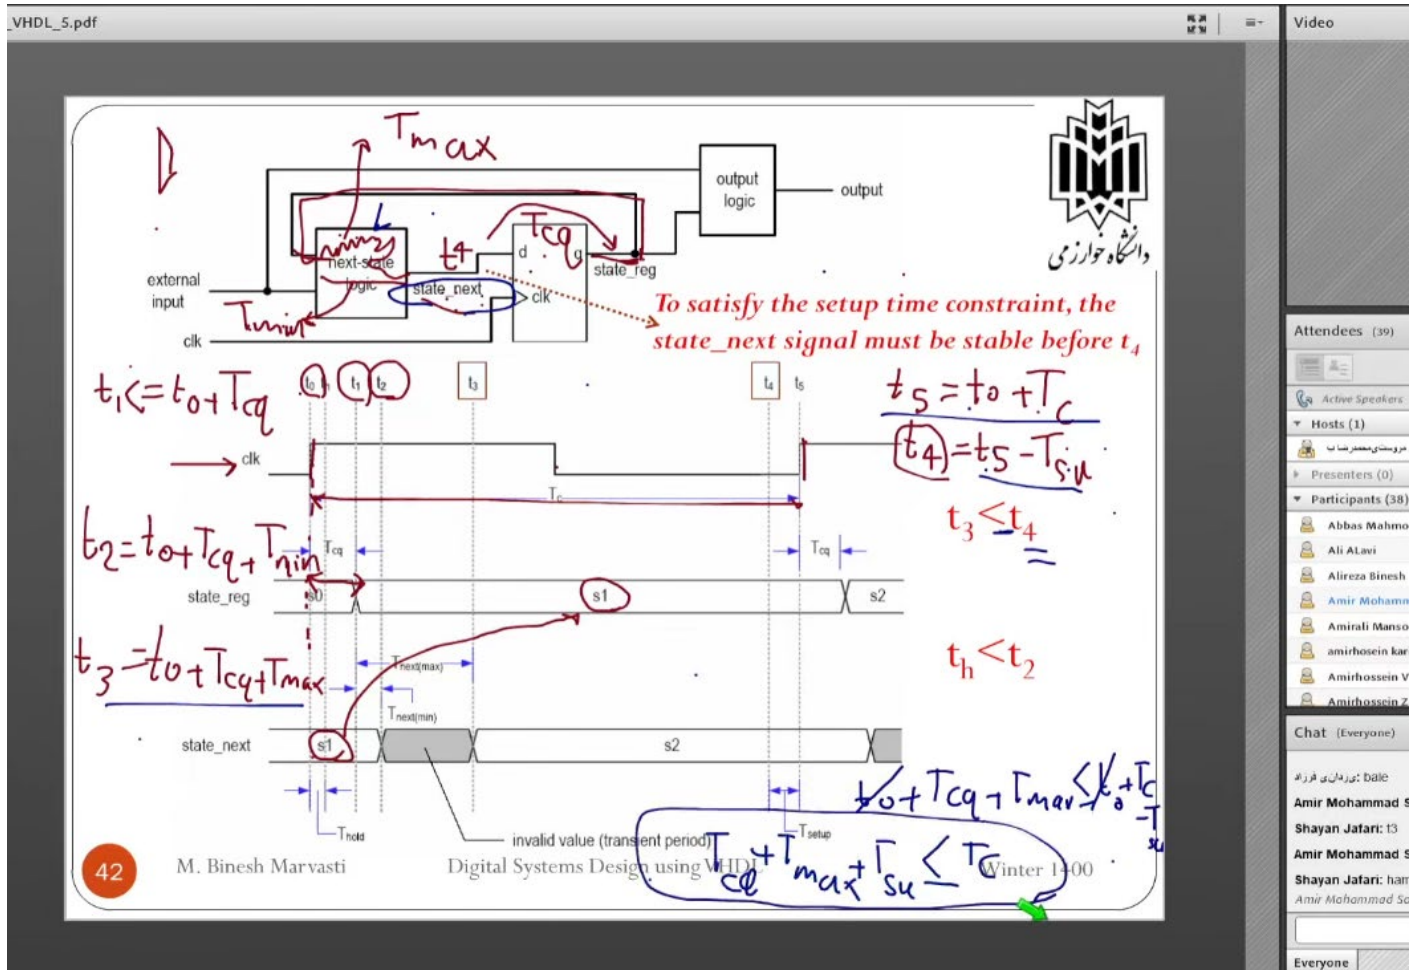 _VHDL_5.pdf
Video
Tmax
output
logic
output
دانشگاه خوارزمی
next-state
logic
t4
Tcq
d
q
state_reg
external
input
state_next
clk
Tmin
clk
To satisfy the setup time constraint, the
state_next signal must be stable before t4
t0
th
t1
t2
t3
t4
t5
t1 <= t0 + Tcq
t5 = t0 + Tc
clk
t4 = t5 - Tsu
Tc
t3 < t4
t2 = t0 + Tcq + Tmin
Tcq
Tcq
state_reg
s0
s1
s2
t3 = t0 + Tcq + Tmax
Tnext(max)
th < t2
Tnext(min)
state_next
s1
s2
t0 + Tcq + Tmax ≤ t0 + Tc - Tsu
Thold
invalid value (transient period)
Tsetup
Tcq + Tmax + Tsu ≤ Tc
42
M. Binesh Marvasti
Digital Systems Design using VHDL
Winter 1400
Attendees (39)
Active Speakers
Hosts (1)
Presenters (0)
Participants (38)
Abbas Mahmo
Ali ALavi
Alireza Binesh
Amir Mohamm
Amirali Manso
amirhosein kar
Amirhossein V
Amirhossein Z
Chat (Everyone)
bale
Amir Mohammad S
Shayan Jafari: t3
Amir Mohammad S
Shayan Jafari: ham
Amir Mohammad So
Everyone